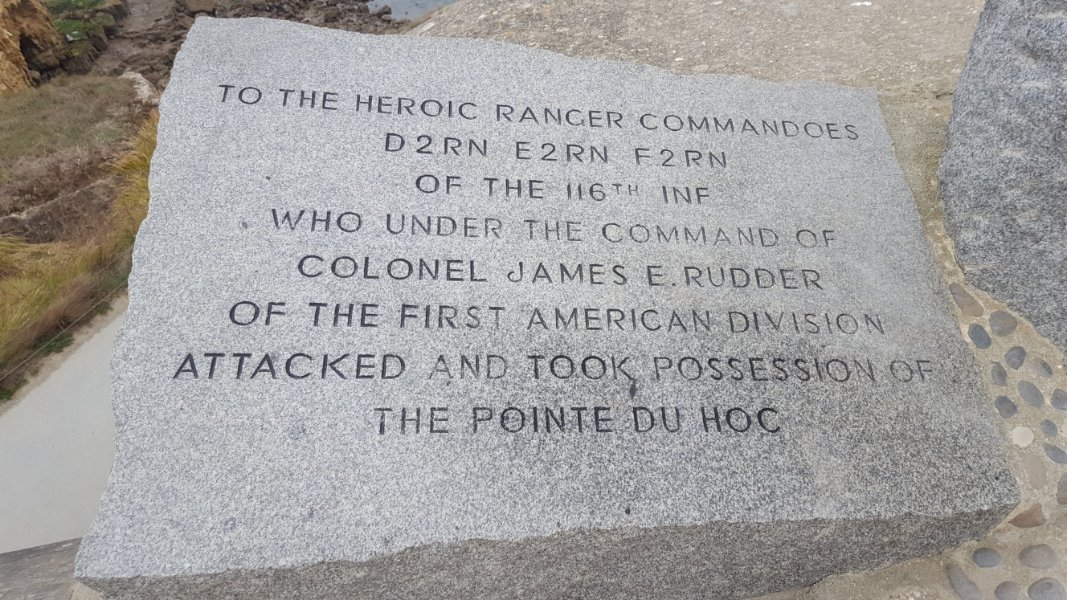 TO THE HEROIC RANGER COMMANDOES
D2RN E2RN F2RN
OF THE 116TH INF
WHO UNDER THE COMMAND OF
COLONEL JAMES E. RUDDER
OF THE FIRST AMERICAN DIVISION
ATTACKED AND TOOK POSSESSION OF
THE POINTE DU HOC